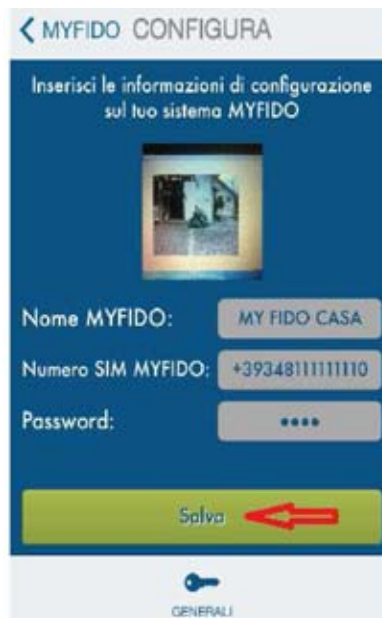 MYFIDO CONFIGURA
Inserisci le informazioni di configurazione
sul tuo sistema MYFIDO
Nome MYFIDO: MY FIDO CASA
Numero SIM MYFIDO: +39348111111110
Password: ••••
Salva
GENERALI